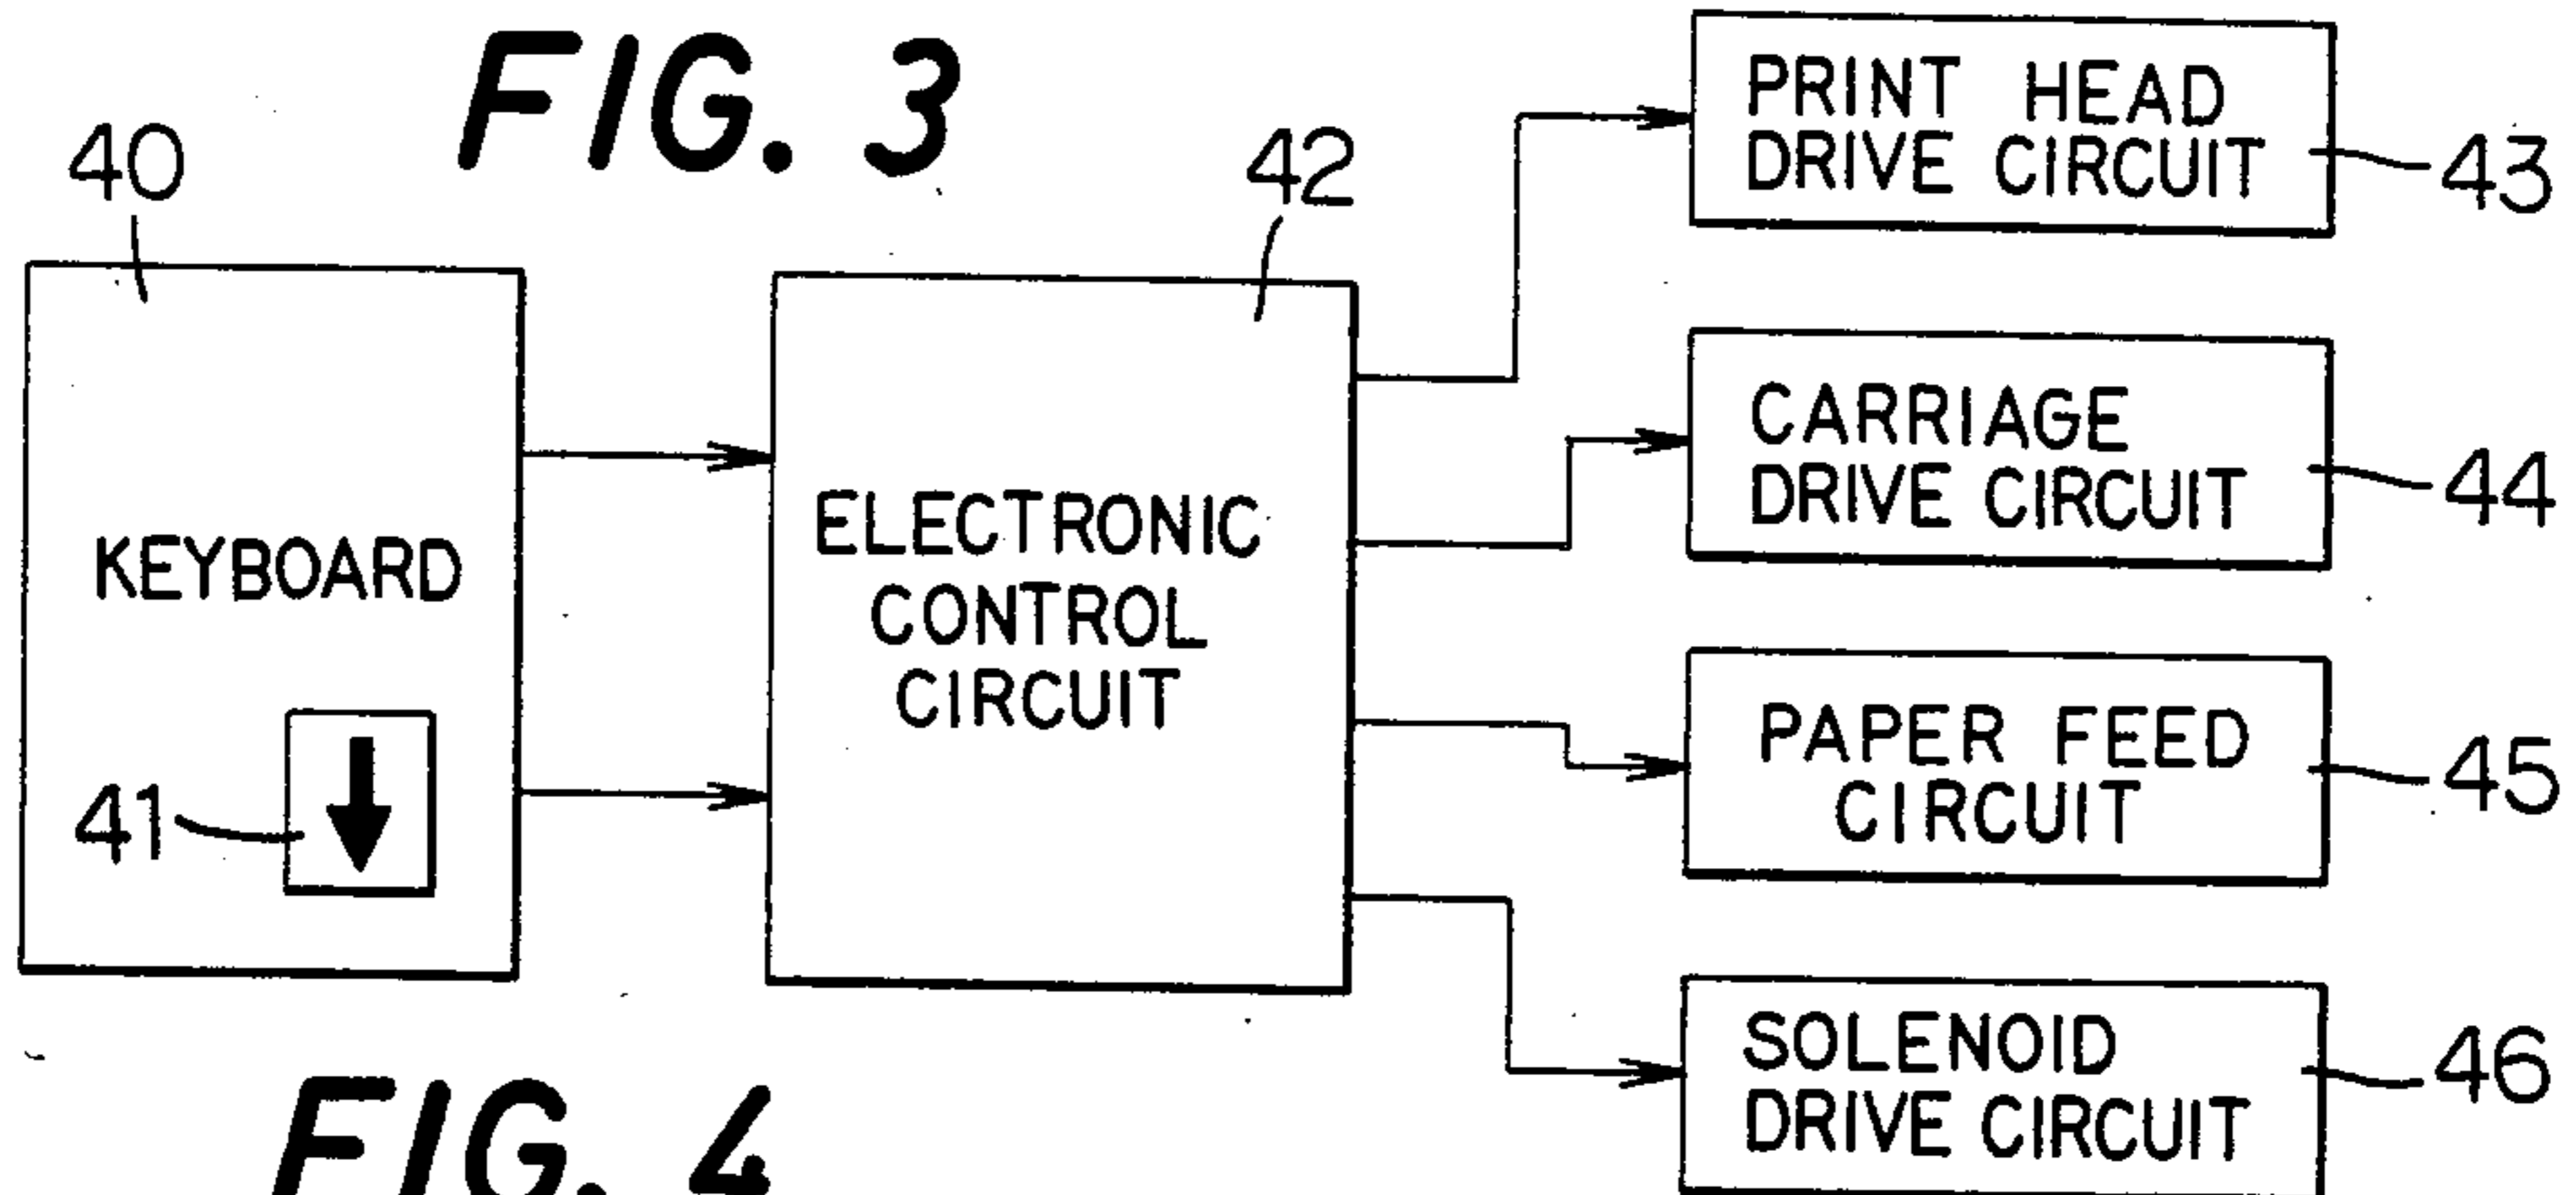 FIG. 3
40
42
KEYBOARD
41
ELECTRONIC
CONTROL
CIRCUIT
PRINT HEAD
DRIVE CIRCUIT
43
CARRIAGE
DRIVE CIRCUIT
44
PAPER FEED
CIRCUIT
45
SOLENOID
DRIVE CIRCUIT
46
FIG. 4